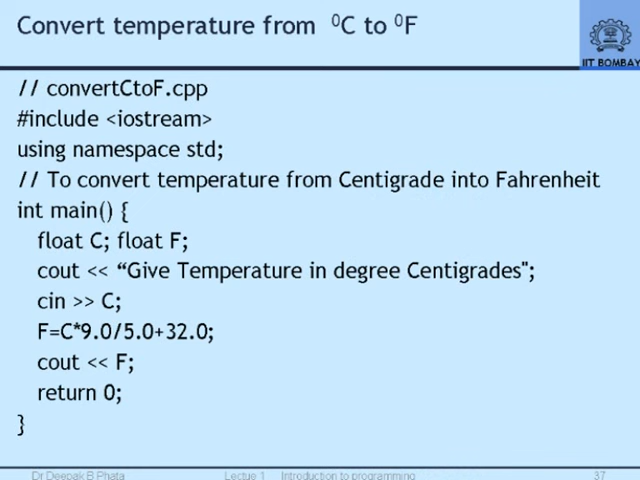 Convert temperature from ⁰C to ⁰F
IIT BOMBAY
// convertCtoF.cpp
#include <iostream>
using namespace std;
// To convert temperature from Centigrade into Fahrenheit
int main() {
float C; float F;
cout << “Give Temperature in degree Centigrades";
cin >> C;
F=C*9.0/5.0+32.0;
cout << F;
return 0;
}
Dr Deepak B Phata Lectue 1 Introduction to programming 37